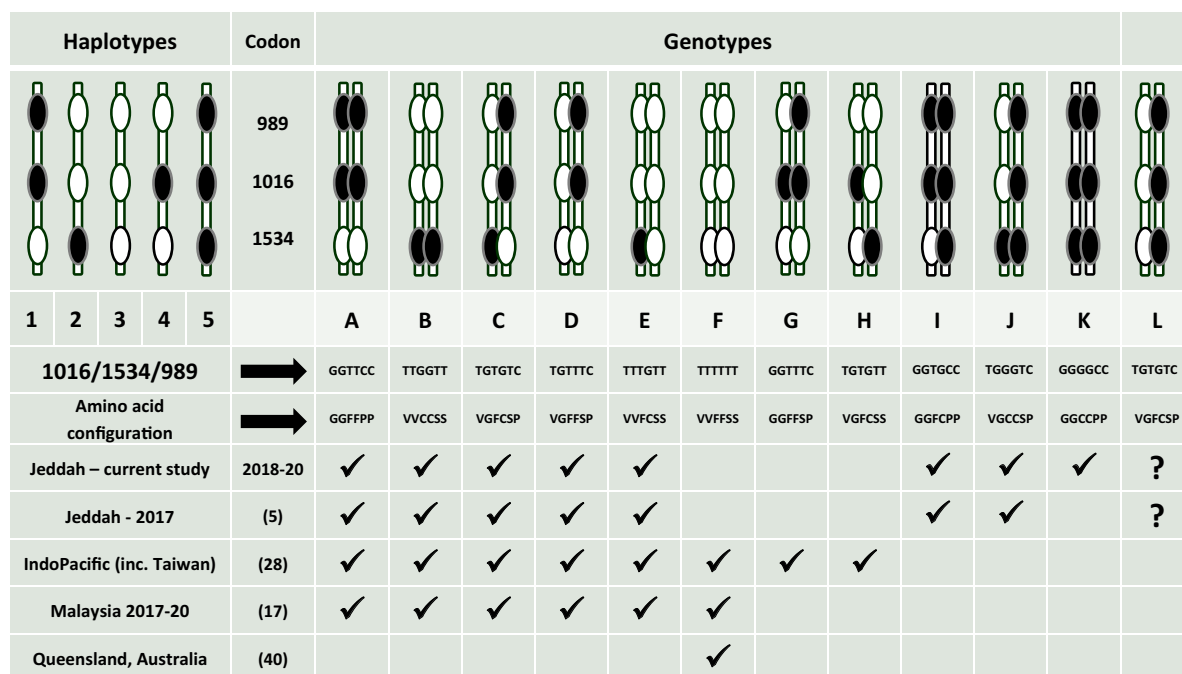 Haplotypes Codon Genotypes
989
1016
1534
1 2 3 4 5 A B C D E F G H I J K L
1016/1534/989 GGTTCC TTGGTT TGTGTC TGTTTC TTTGTT TTTTTT GGTTTC TGTGTT GGTGCC TGGGTC GGGGCC TGTGTC
Amino acid
configuration GGFFPP VVCCSS VGFCSP VGFFSP VVFCSS VVFFSS GGFFSP VGFCSS GGFCPP VGCCSP GGCCPP VGFCSP
Jeddah – current study 2018-20 ✓ ✓ ✓ ✓ ✓ ✓ ✓ ✓ ?
Jeddah - 2017 (5) ✓ ✓ ✓ ✓ ✓ ✓ ✓ ?
IndoPacific (inc. Taiwan) (28) ✓ ✓ ✓ ✓ ✓ ✓ ✓ ✓
Malaysia 2017-20 (17) ✓ ✓ ✓ ✓ ✓ ✓
Queensland, Australia (40) ✓